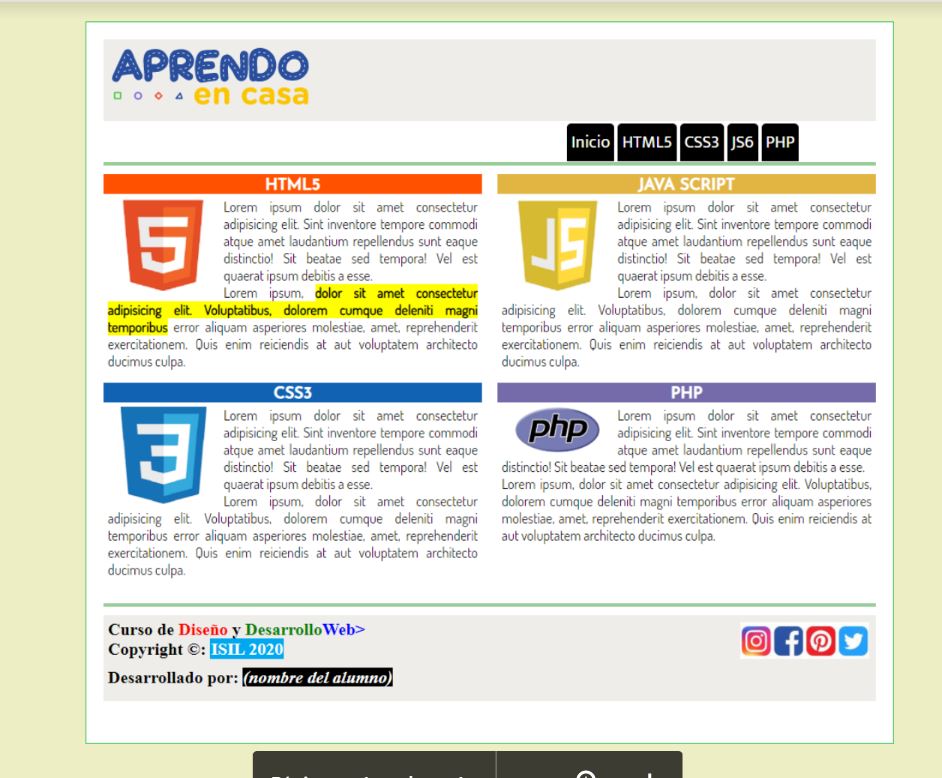 APRENDO
en casa
Inicio HTML5 CSS3 JS6 PHP
HTML5
5
Lorem ipsum dolor sit amet consectetur
adipisicing elit. Sint inventore tempore commodi
atque amet laudantium repellendus sunt eaque
distinctio! Sit beatae sed tempora! Vel est
quaerat ipsum debitis a esse.
Lorem ipsum, dolor sit amet consectetur
adipisicing elit. Voluptatibus, dolorem cumque deleniti magni
temporibus error aliquam asperiores molestiae, amet, reprehenderit
exercitationem. Quis enim reiciendis at aut voluptatem architecto
ducimus culpa.
JAVA SCRIPT
JS
Lorem ipsum dolor sit amet consectetur
adipisicing elit. Sint inventore tempore commodi
atque amet laudantium repellendus sunt eaque
distinctio! Sit beatae sed tempora! Vel est
quaerat ipsum debitis a esse.
Lorem ipsum, dolor sit amet consectetur
adipisicing elit. Voluptatibus, dolorem cumque deleniti magni
temporibus error aliquam asperiores molestiae, amet, reprehenderit
exercitationem. Quis enim reiciendis at aut voluptatem architecto
ducimus culpa.
CSS3
3
Lorem ipsum dolor sit amet consectetur
adipisicing elit. Sint inventore tempore commodi
atque amet laudantium repellendus sunt eaque
distinctio! Sit beatae sed tempora! Vel est
quaerat ipsum debitis a esse.
Lorem ipsum, dolor sit amet consectetur
adipisicing elit. Voluptatibus, dolorem cumque deleniti magni
temporibus error aliquam asperiores molestiae, amet, reprehenderit
exercitationem. Quis enim reiciendis at aut voluptatem architecto
ducimus culpa.
PHP
php
Lorem ipsum dolor sit amet consectetur
adipisicing elit. Sint inventore tempore commodi
atque amet laudantium repellendus sunt eaque
distinctio! Sit beatae sed tempora! Vel est quaerat ipsum debitis a esse.
Lorem ipsum, dolor sit amet consectetur adipisicing elit. Voluptatibus,
dolorem cumque deleniti magni temporibus error aliquam asperiores
molestiae, amet, reprehenderit exercitationem. Quis enim reiciendis at
aut voluptatem architecto ducimus culpa.
Curso de Diseño y DesarrolloWeb>
Copyright ©: ISIL 2020
Desarrollado por: (nombre del alumno)